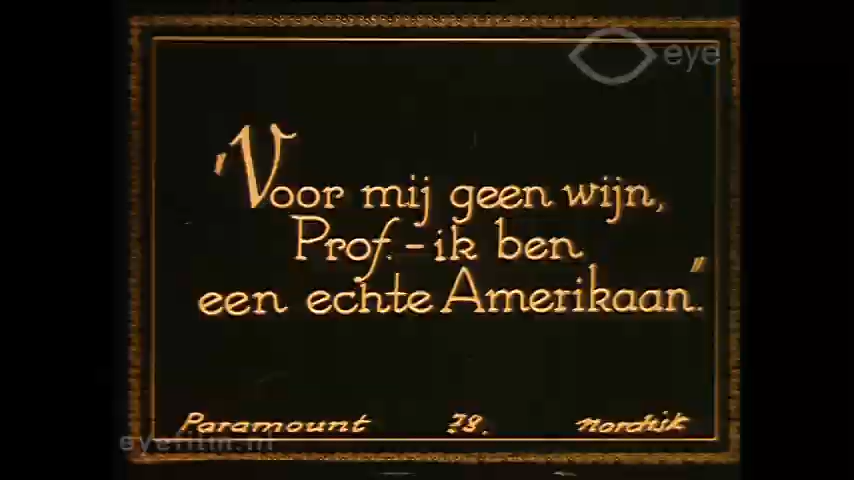 eye
"Voor mij geen wijn,
Prof. - ik ben
een echte Amerikaan."
Paramount 78. Nordisk
eyefilm.nl